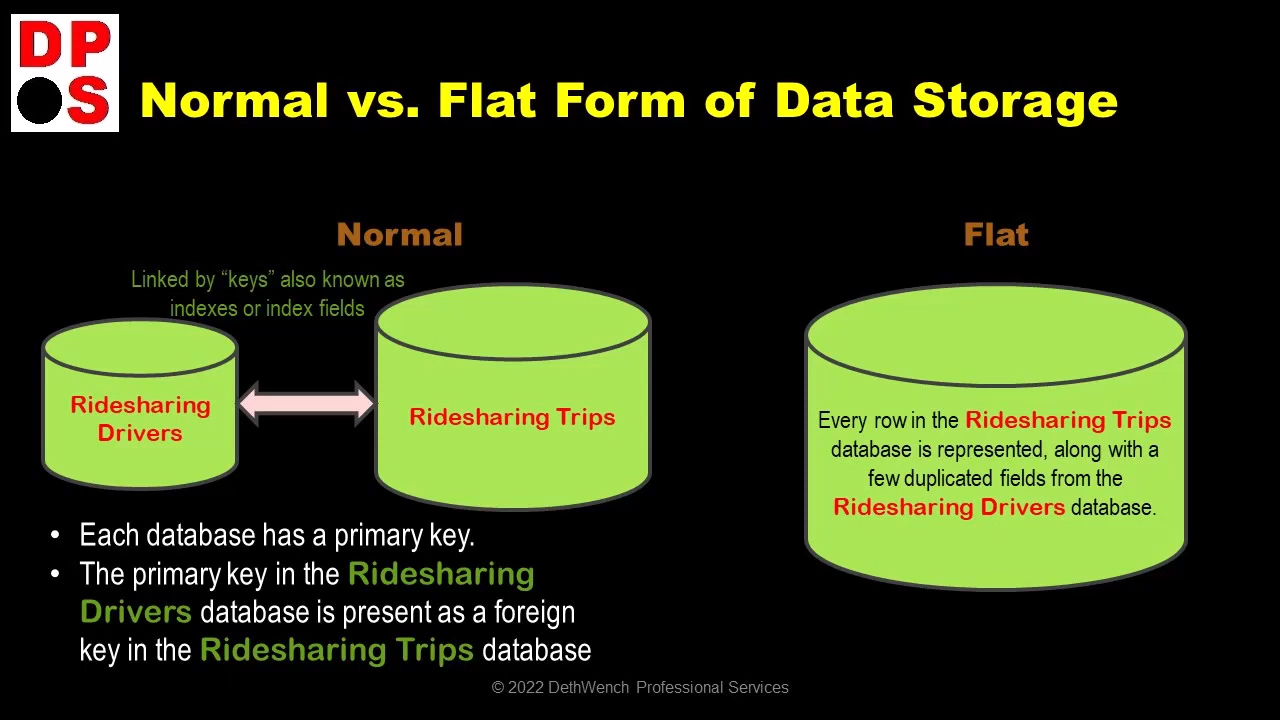 DP
S
Normal vs. Flat Form of Data Storage
Normal
Linked by “keys” also known as
indexes or index fields
Ridesharing
Drivers
Ridesharing Trips
• Each database has a primary key.
• The primary key in the Ridesharing
Drivers database is present as a foreign
key in the Ridesharing Trips database
Flat
Every row in the Ridesharing Trips
database is represented, along with a
few duplicated fields from the
Ridesharing Drivers database.
© 2022 DethWench Professional Services